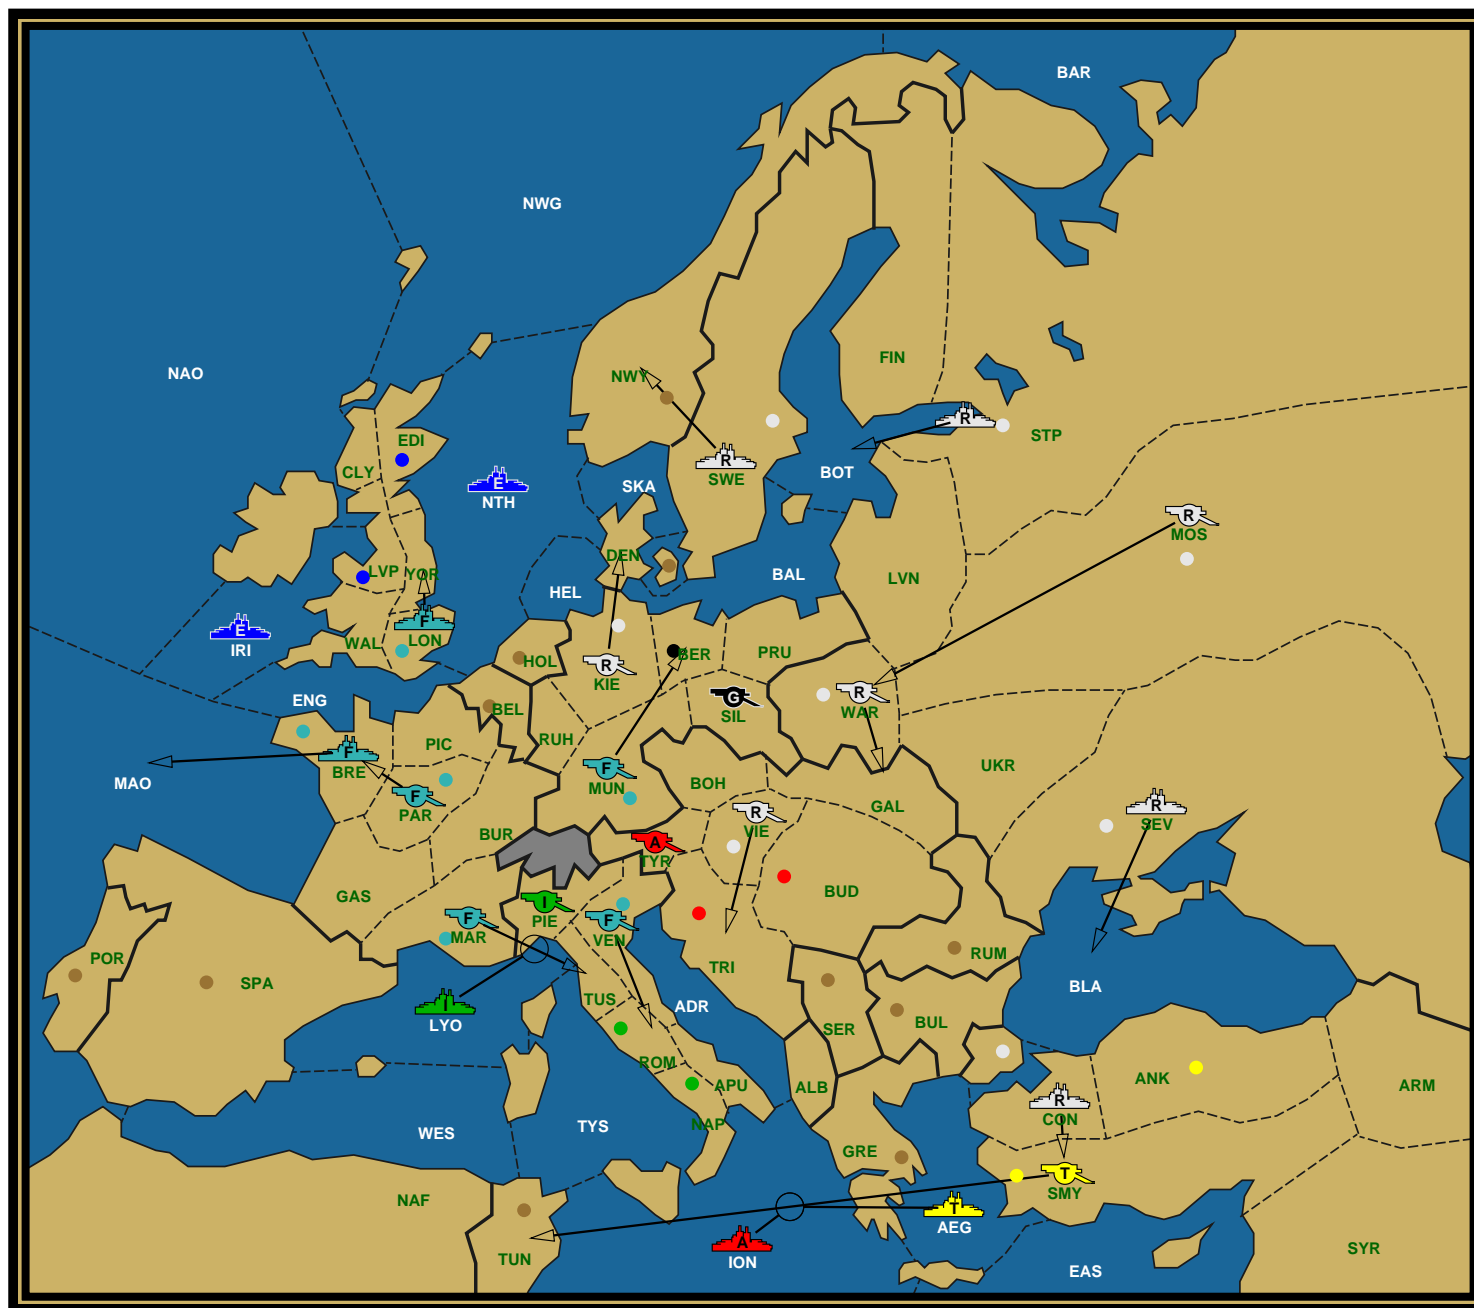 BAR
NWG
NAO
FIN
NWY
R
STP
EDI
CLY
R
SWE
BOT
E
NTH
SKA
R
MOS
DEN
LVP
YOR
BAL
LVN
HEL
E
IRI
F
LON
WAL
HOL
R
KIE
BER
PRU
ENG
BEL
G
SIL
R
WAR
RUH
PIC
F
BRE
MAO
F
MUN
BOH
UKR
F
PAR
GAL
R
VIE
R
SEV
BUR
A
TYR
BUD
GAS
I
PIE
F
MAR
F
VEN
POR
SPA
TRI
RUM
BLA
TUS
I
LYO
ADR
SER
BUL
ROM
ALB
APU
ANK
ARM
R
CON
NAP
WES
TYS
GRE
T
SMY
NAF
T
AEG
A
ION
TUN
EAS
SYR